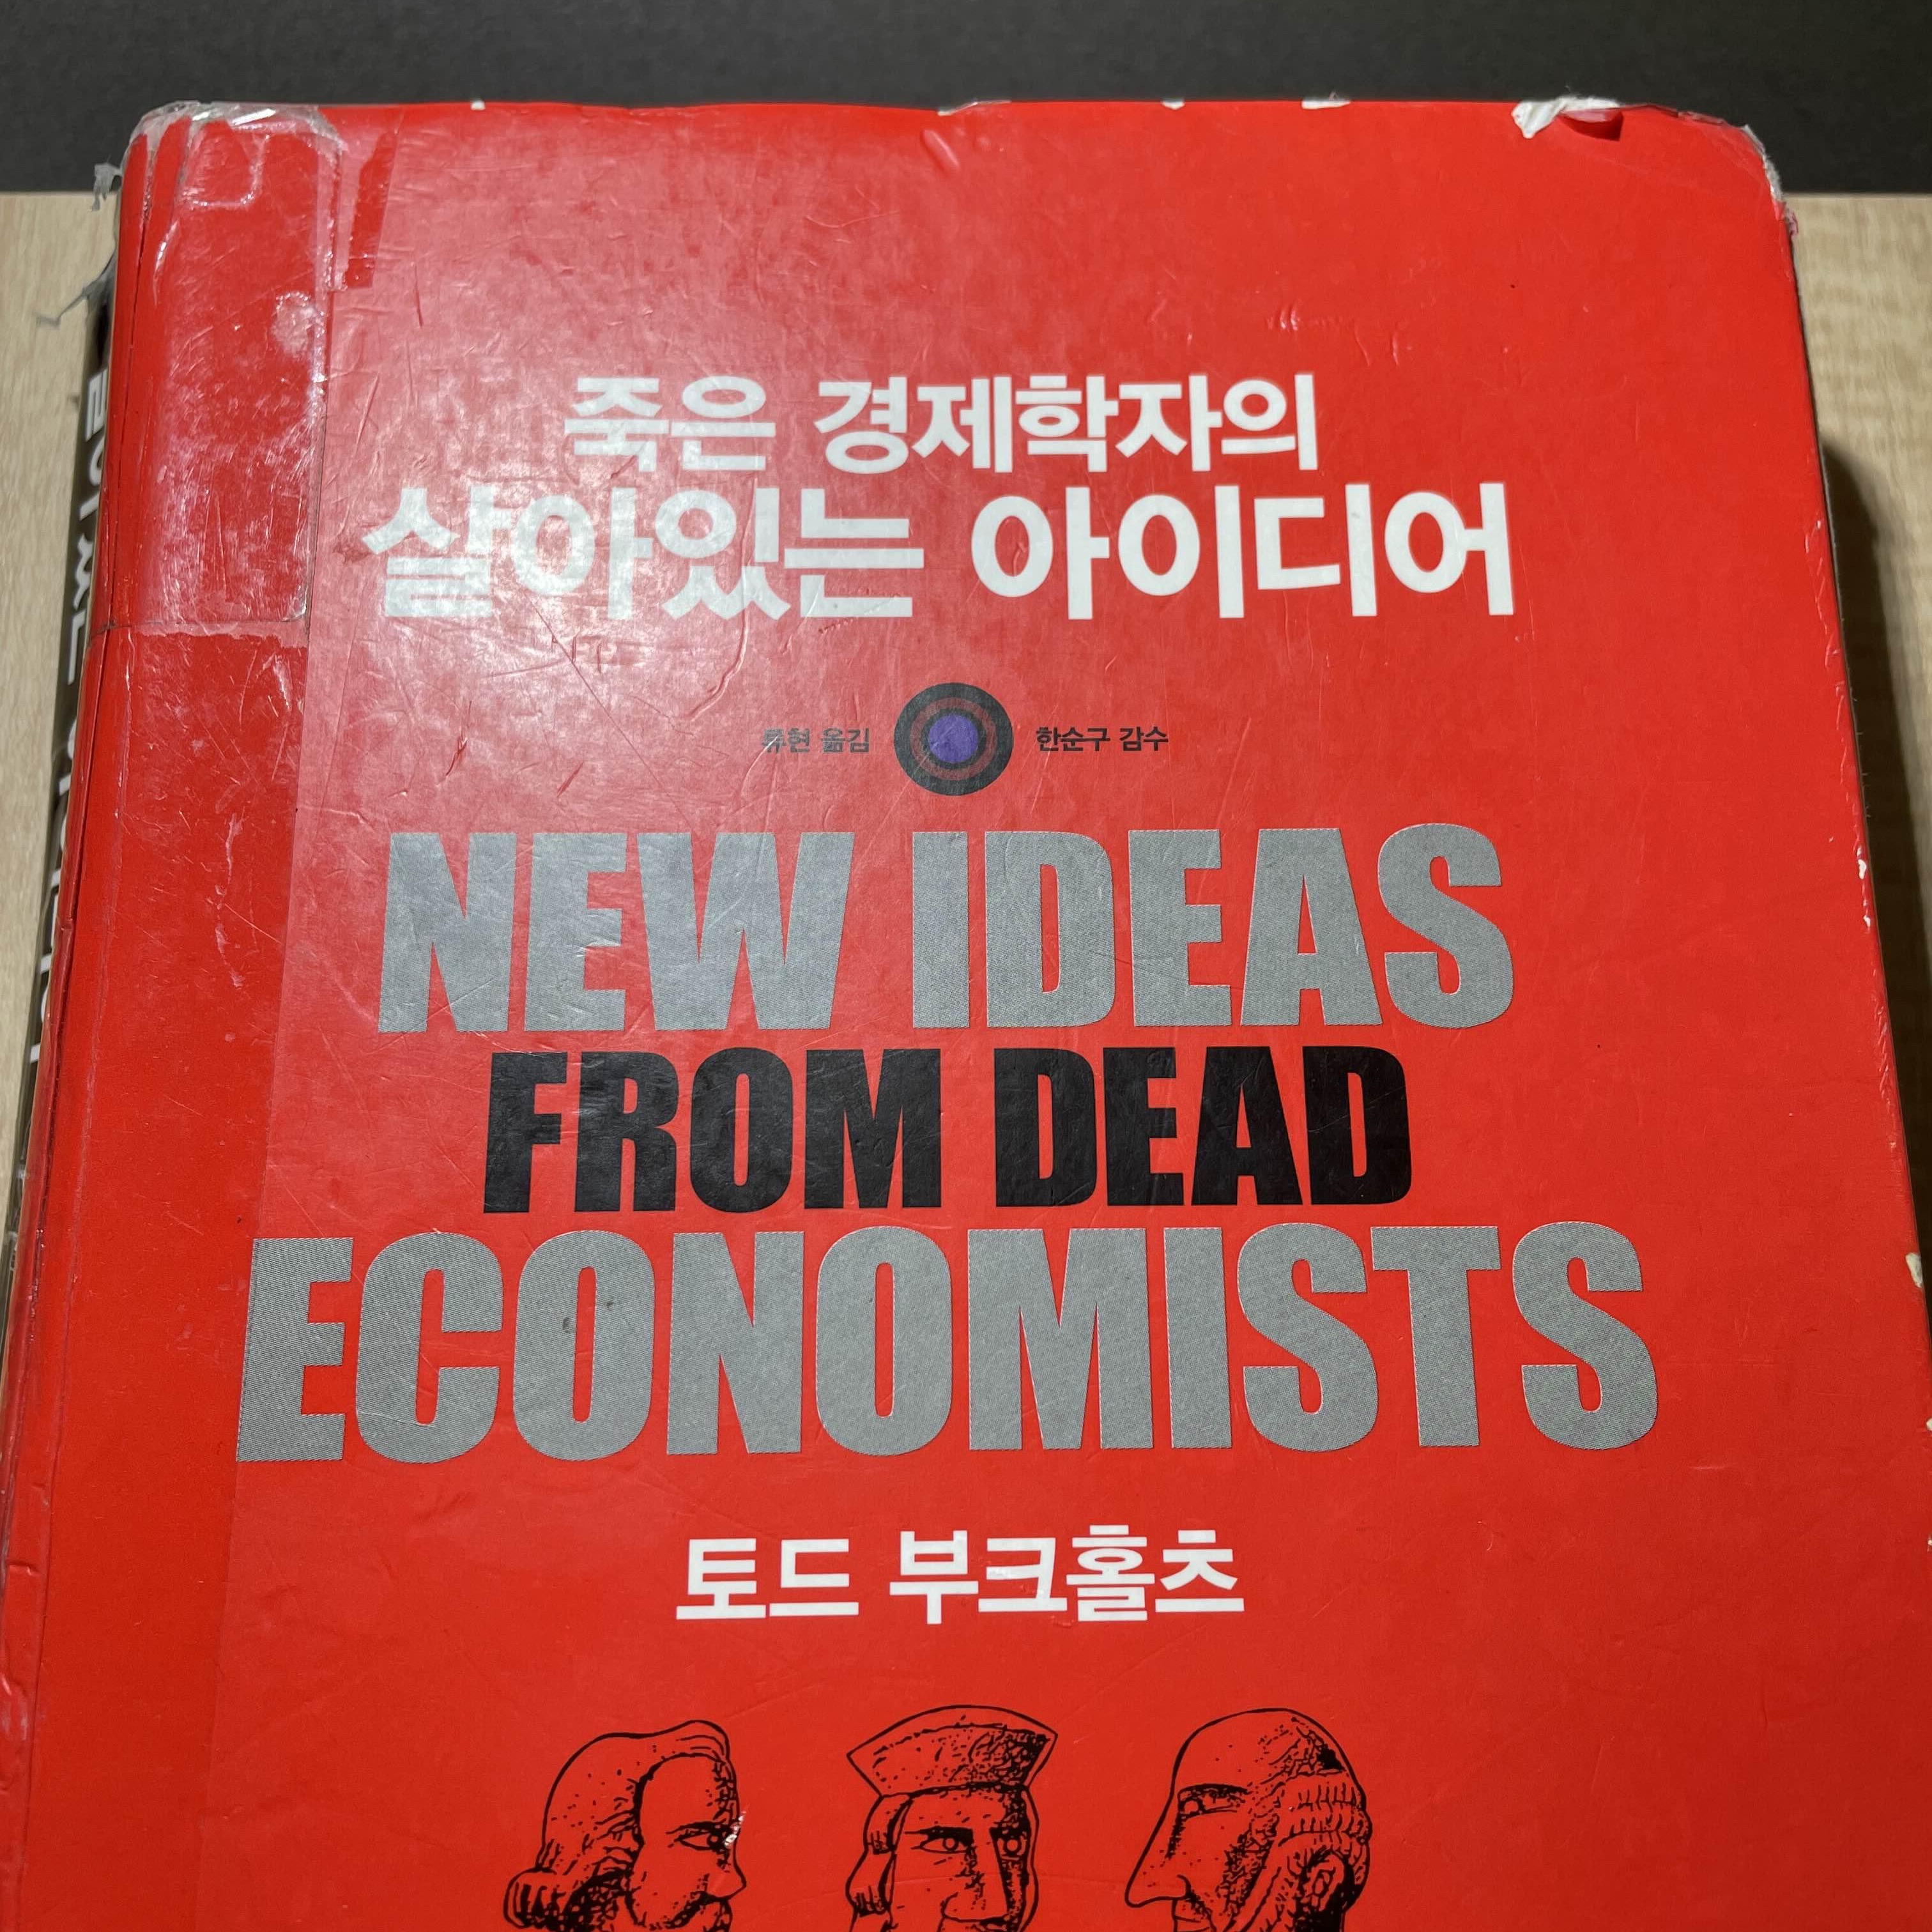 죽은 경제학자의
살아있는 아이디어
류현 옮김 한순구 감수
NEW IDEAS
FROM DEAD
ECONOMISTS
토드 부크홀츠